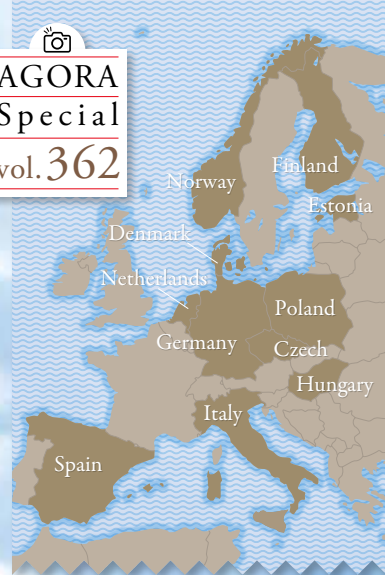 AGORA
Special
vol.362
Norway
Finland
Estonia
Denmark
Netherlands
Poland
Germany
Czech
Hungary
Italy
Spain